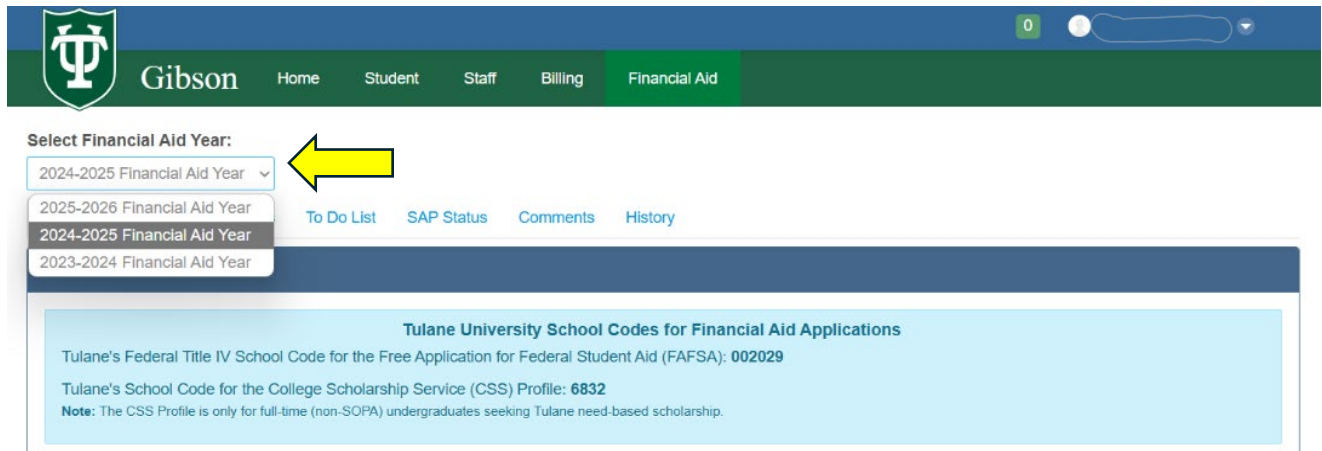 0
Gibson Home Student Staff Billing Financial Aid
Select Financial Aid Year:
2024-2025 Financial Aid Year
2025-2026 Financial Aid Year
2024-2025 Financial Aid Year
2023-2024 Financial Aid Year
To Do List SAP Status Comments History
Tulane University School Codes for Financial Aid Applications
Tulane's Federal Title IV School Code for the Free Application for Federal Student Aid (FAFSA): 002029
Tulane's School Code for the College Scholarship Service (CSS) Profile: 6832
Note: The CSS Profile is only for full-time (non-SOPA) undergraduates seeking Tulane need-based scholarship.